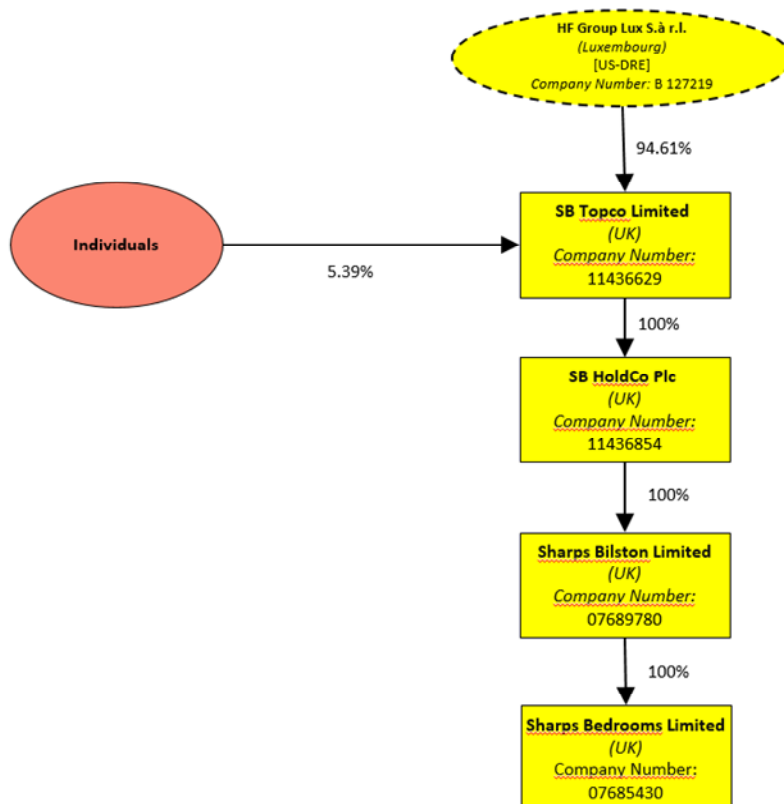 HF Group Lux S.à r.l.
(Luxembourg)
[US-DRE]
Company Number: B 127219
94.61%
Individuals
5.39%
SB Topco Limited
(UK)
Company Number:
11436629
100%
SB HoldCo Plc
(UK)
Company Number:
11436854
100%
Sharps Bilston Limited
(UK)
Company Number:
07689780
100%
Sharps Bedrooms Limited
(UK)
Company Number:
07685430